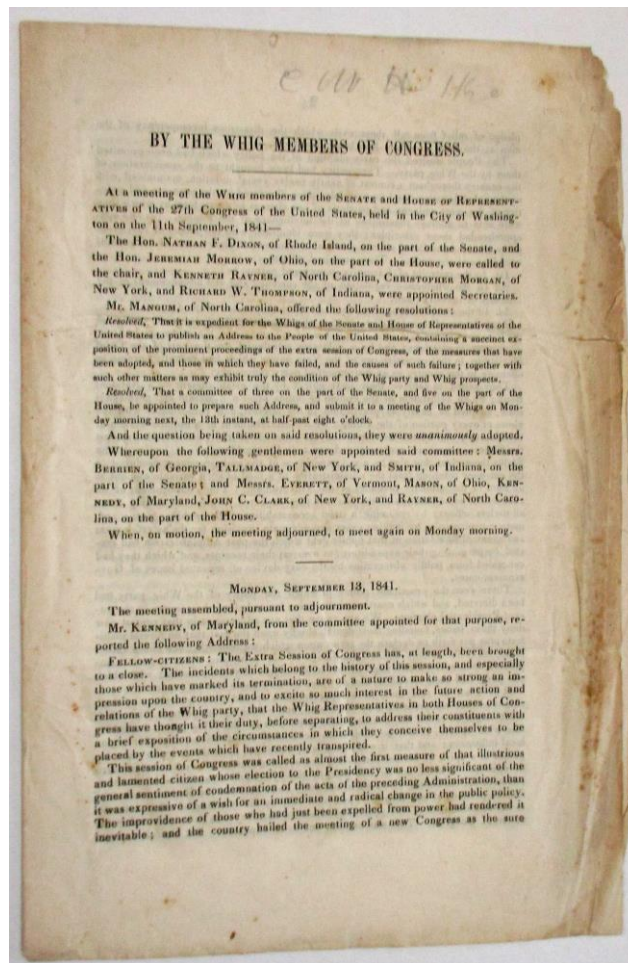 BY THE WHIG MEMBERS OF CONGRESS.
At a meeting of the WHIG members of the SENATE and HOUSE OF REPRESENT-
ATIVES of the 27th Congress of the United States, held in the City of Washing-
ton on the 11th September, 1841—
The Hon. NATHAN F. DIXON, of Rhode Island, on the part of the Senate, and
the Hon. JEREMIAH MORROW, of Ohio, on the part of the House, were called to
the chair, and KENNETH RAYNER, of North Carolina, CHRISTOPHER MORGAN, of
New York, and RICHARD W. THOMPSON, of Indiana, were appointed Secretaries.
Mr. MANGUM, of North Carolina, offered the following resolutions:
Resolved, That it is expedient for the Whigs of the Senate and House of Representatives of the
United States to publish an Address to the People of the United States, containing a succinct ex-
position of the prominent proceedings of the extra session of Congress, of the measures that have
been adopted, and those in which they have failed, and the causes of such failure; together with
such other matters as may exhibit truly the condition of the Whig party and Whig prospects.
Resolved, That a committee of three on the part of the Senate, and five on the part of the
House, be appointed to prepare such Address, and submit it to a meeting of the Whigs on Mon-
day morning next, the 13th instant, at half-past eight o'clock.
And the question being taken on said resolutions, they were unanimously adopted.
Whereupon the following gentlemen were appointed said committee: Messrs.
BERRIEN, of Georgia, TALLMADGE, of New York, and SMITH, of Indiana, on the
part of the Senate; and Messrs. EVERETT, of Vermont, MASON, of Ohio, KEN-
NEDY, of Maryland, JOHN C. CLARK, of New York, and RAYNER, of North Caro-
lina, on the part of the House.
When, on motion, the meeting adjourned, to meet again on Monday morning.
MONDAY, SEPTEMBER 13, 1841.
The meeting assembled, pursuant to adjournment.
Mr. KENNEDY, of Maryland, from the committee appointed for that purpose, re-
ported the following Address:
FELLOW-CITIZENS: The Extra Session of Congress has, at length, been brought
to a close. The incidents which belong to the history of this session, and especially
those which have marked its termination, are of a nature to make so strong an im-
pression upon the country, and to excite so much interest in the future action and
relations of the Whig party, that the Whig Representatives in both Houses of Con-
gress have thought it their duty, before separating, to address their constituents with
a brief exposition of the circumstances in which they conceive themselves to be
placed by the events which have recently transpired.
This session of Congress was called as almost the first measure of that illustrious
and lamented citizen whose election to the Presidency was no less significant of the
general sentiment of condemnation of the acts of the preceding Administration, than
it was expressive of a wish for an immediate and radical change in the public policy.
The improvidence of those who had just been expelled from power had rendered it
inevitable; and the country hailed the meeting of a new Congress as the sure